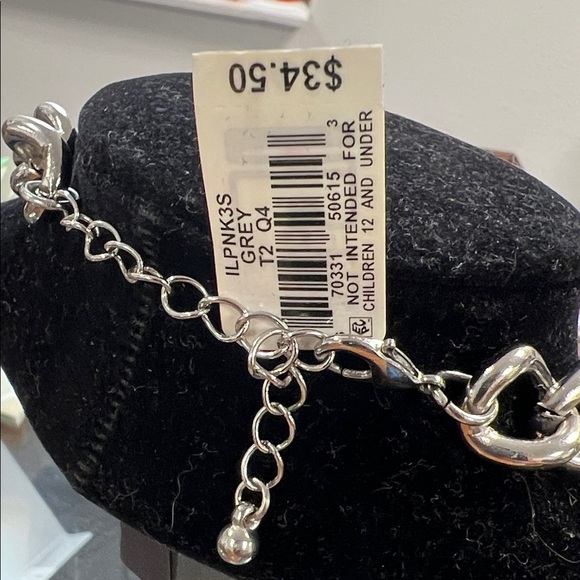 $34.50
ILPNK3S
GREY
T2 Q4
70331 50615 3
NOT INTENDED FOR
CHILDREN 12 AND UNDER